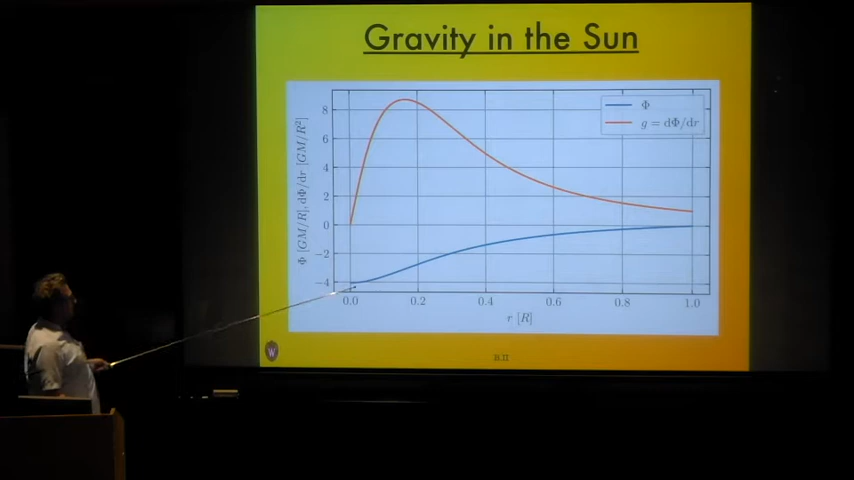 Gravity in the Sun
Φ [GM/R], dΦ/dr [GM/R²]
Φ
g = dΦ/dr
8
6
4
2
0
−2
−4
0.0 0.2 0.4 0.6 0.8 1.0
r [R]
W